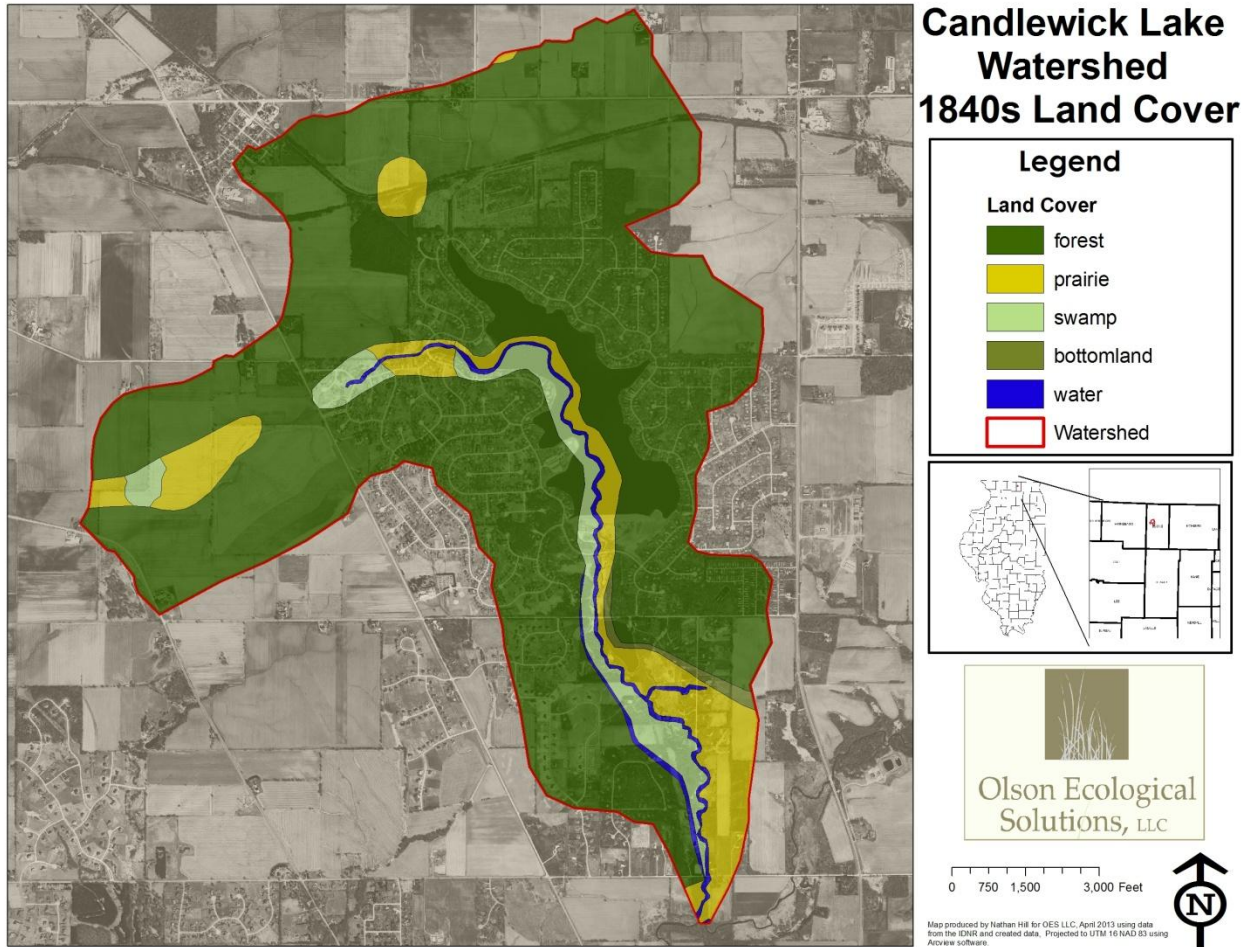 Candlewick Lake
Watershed
1840s Land Cover
Legend
Land Cover
forest
prairie
swamp
bottomland
water
Watershed
Olson Ecological
Solutions, LLC
0 750 1,500 3,000 Feet
N
Map produced by Nathan Hill for OES LLC, April 2013 using data
from the IDNR and created data. Projected to UTM 16 NAD 83 using
Arcview software.